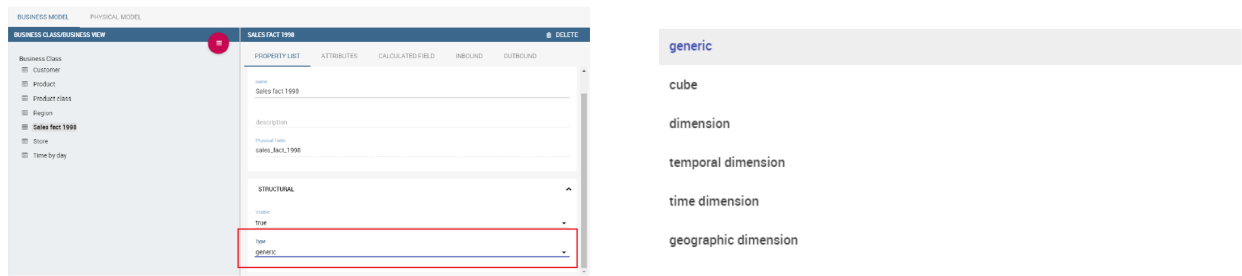 BUSINESS MODEL PHYSICAL MODEL
BUSINESS CLASS/BUSINESS VIEW
Business Class
Customer
Product
Product class
Region
Sales fact 1998
Store
Time by day
SALES FACT 1998 DELETE
PROPERTY LIST ATTRIBUTES CALCULATED FIELD INBOUND OUTBOUND
name
Sales fact 1998
description
Physical Table
sales_fact_1998
STRUCTURAL
Visible
true
Type
generic
generic
cube
dimension
temporal dimension
time dimension
geographic dimension